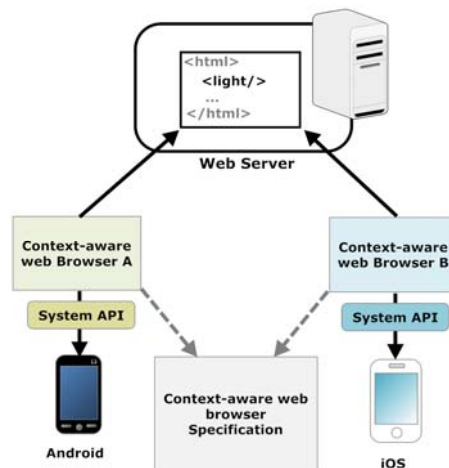 <html>
<light/>
...
</html>
Web Server
Context-aware
web Browser A
Context-aware
web Browser B
System API
System API
Context-aware web
browser
Specification
Android
iOS